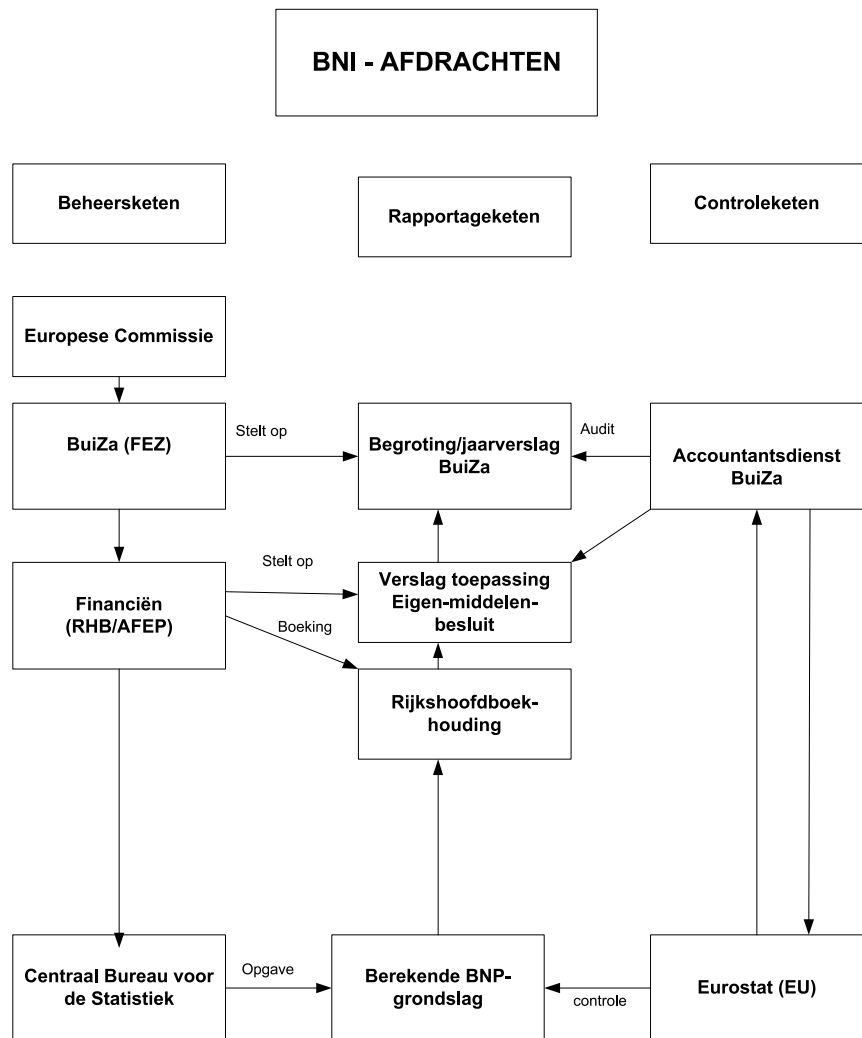 BNI - AFDRACHTEN
Beheersketen
Rapportageketen
Controleketen
Europese Commissie
BuiZa (FEZ)
Stelt op
Begroting/jaarverslag
BuiZa
Audit
Accountantsdienst
BuiZa
Financiën
(RHB/AFEP)
Stelt op
Boeking
Verslag toepassing
Eigen-middelen-
besluit
Rijkshoofdboek-
houding
Centraal Bureau voor
de Statistiek
Opgave
Berekende BNP-
grondslag
controle
Eurostat (EU)